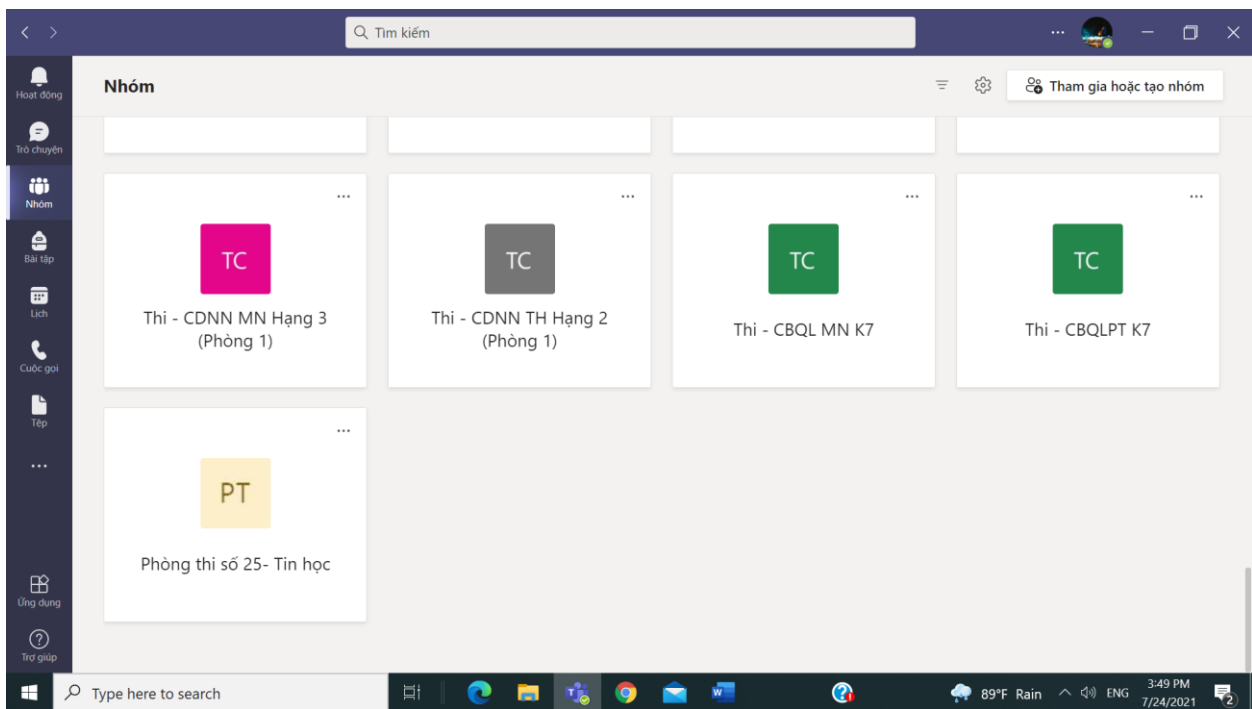 Tìm kiếm
Hoạt động
Trò chuyện
Nhóm
Bài tập
Lịch
Cuộc gọi
Tệp
Ứng dụng
Trợ giúp
Nhóm
Tham gia hoặc tạo nhóm
TC
Thi - CDNN MN Hạng 3
(Phòng 1)
TC
Thi - CDNN TH Hạng 2
(Phòng 1)
TC
Thi - CBQL MN K7
TC
Thi - CBQLPT K7
PT
Phòng thi số 25- Tin học
Type here to search
89°F Rain
ENG
3:49 PM
7/24/2021
2